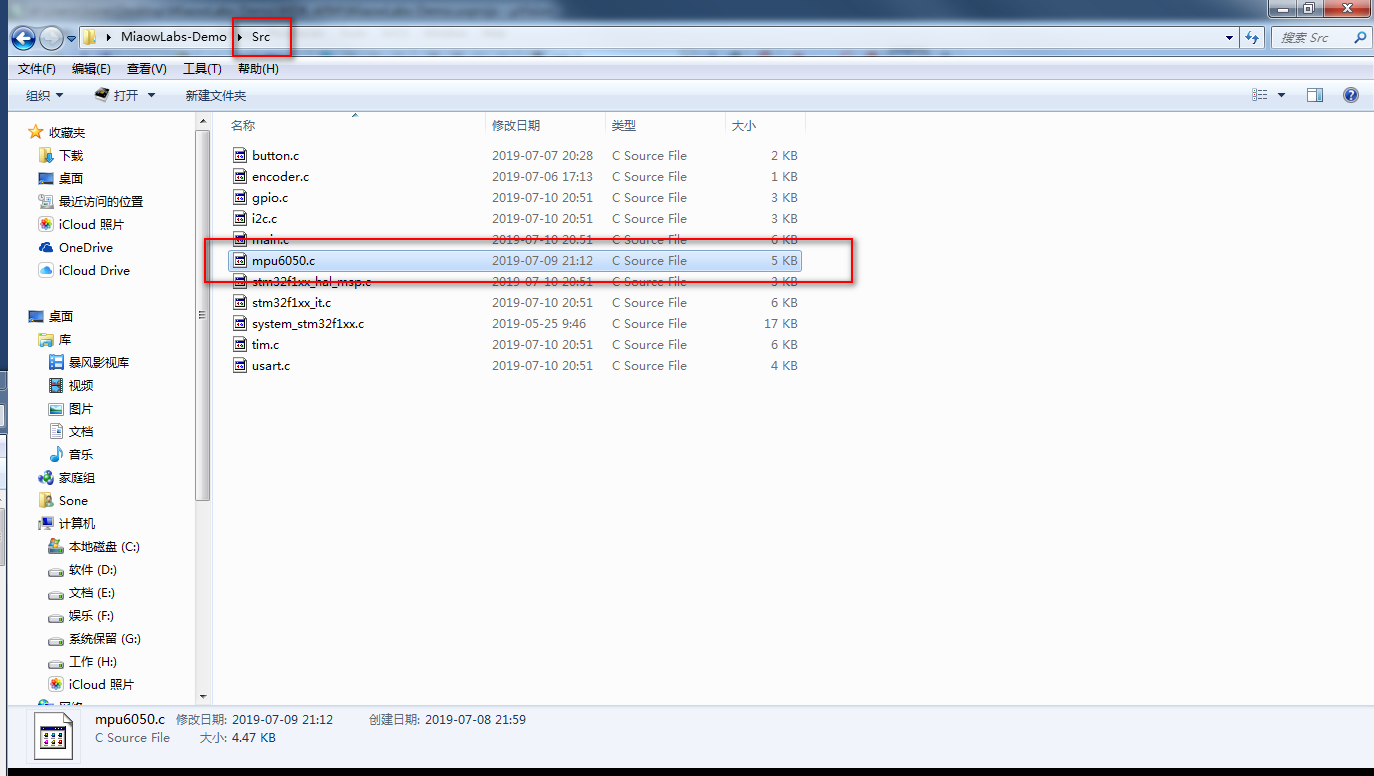 MiaowLabs-Demo Src 搜索 Src
文件(F) 编辑(E) 查看(V) 工具(T) 帮助(H)
组织 打开 新建文件夹
收藏夹
下载
桌面
最近访问的位置
iCloud 照片
OneDrive
iCloud Drive
桌面
库
暴风影视库
视频
图片
文档
音乐
家庭组
Sone
计算机
本地磁盘 (C:)
软件 (D:)
文档 (E:)
娱乐 (F:)
系统保留 (G:)
工作 (H:)
iCloud 照片
名称 修改日期 类型 大小
button.c 2019-07-07 20:28 C Source File 2 KB
encoder.c 2019-07-06 17:13 C Source File 1 KB
gpio.c 2019-07-10 20:51 C Source File 3 KB
i2c.c 2019-07-10 20:51 C Source File 3 KB
main.c 2019-07-10 20:51 C Source File 6 KB
mpu6050.c 2019-07-09 21:12 C Source File 5 KB
stm32f1xx_hal_msp.c 2019-07-10 20:51 C Source File 3 KB
stm32f1xx_it.c 2019-07-10 20:51 C Source File 6 KB
system_stm32f1xx.c 2019-05-25 9:46 C Source File 17 KB
tim.c 2019-07-10 20:51 C Source File 6 KB
usart.c 2019-07-10 20:51 C Source File 4 KB
mpu6050.c 修改日期: 2019-07-09 21:12 创建日期: 2019-07-08 21:59
C Source File 大小: 4.47 KB